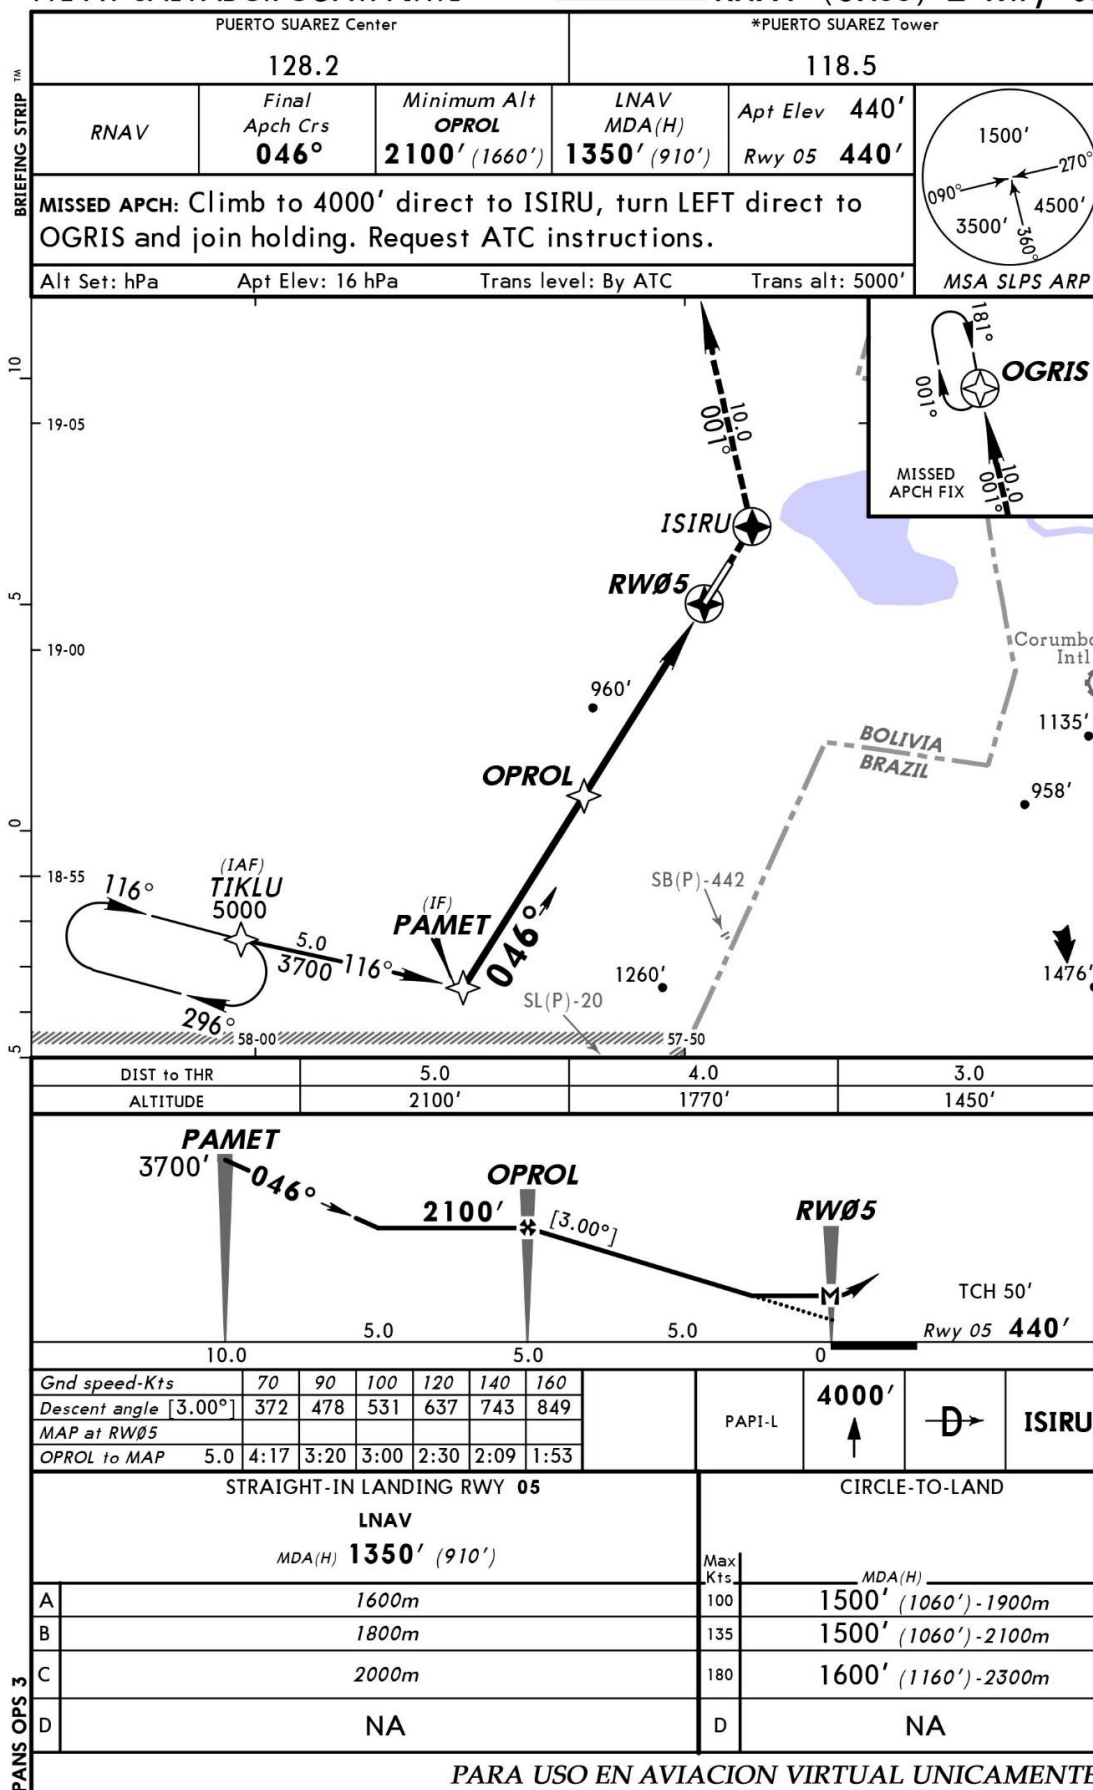 PUERTO SUAREZ Center
*PUERTO SUAREZ Tower
128.2
118.5
BRIEFING STRIP ™
RNAV
Final
Apch Crs
046°
Minimum Alt
OPROL
2100' (1660')
LNAV
MDA(H)
1350' (910')
Apt Elev 440'
Rwy 05 440'
1500'
270°
090°
4500'
3500'
360°
MSA SLPS ARP
MISSED APCH: Climb to 4000' direct to ISIRU, turn LEFT direct to
OGRIS and join holding. Request ATC instructions.
Alt Set: hPa Apt Elev: 16 hPa Trans level: By ATC Trans alt: 5000'
181°
001°
OGRIS
10.0
001°
MISSED
APCH FIX
10
19-05
10.0
001°
ISIRU
RWØ5
5
19-00
Corumb
Intl
960'
1135'
BOLIVIA
BRAZIL
OPROL
958'
0
18-55
(IAF)
TIKLU
5000
116°
SB(P)-442
(IF)
PAMET
5.0
3700
116°
046°
1260'
1476'
SL(P)-20
296°
58-00
57-50
5
DIST to THR 5.0 4.0 3.0
ALTITUDE 2100' 1770' 1450'
PAMET
3700'
046°
OPROL
2100'
[3.00°]
RWØ5
M
TCH 50'
Rwy 05 440'
5.0 5.0
10.0 5.0 0
Gnd speed-Kts 70 90 100 120 140 160
Descent angle [3.00°] 372 478 531 637 743 849
MAP at RWØ5
OPROL to MAP 5.0 4:17 3:20 3:00 2:30 2:09 1:53
PAPI-L
4000'
D
ISIRU
STRAIGHT-IN LANDING RWY 05
CIRCLE-TO-LAND
LNAV
MDA(H) 1350' (910')
Max
Kts
MDA(H)
A 1600m 100 1500' (1060')-1900m
B 1800m 135 1500' (1060')-2100m
C 2000m 180 1600' (1160')-2300m
D NA D NA
PANS OPS 3
PARA USO EN AVIACION VIRTUAL UNICAMENTE